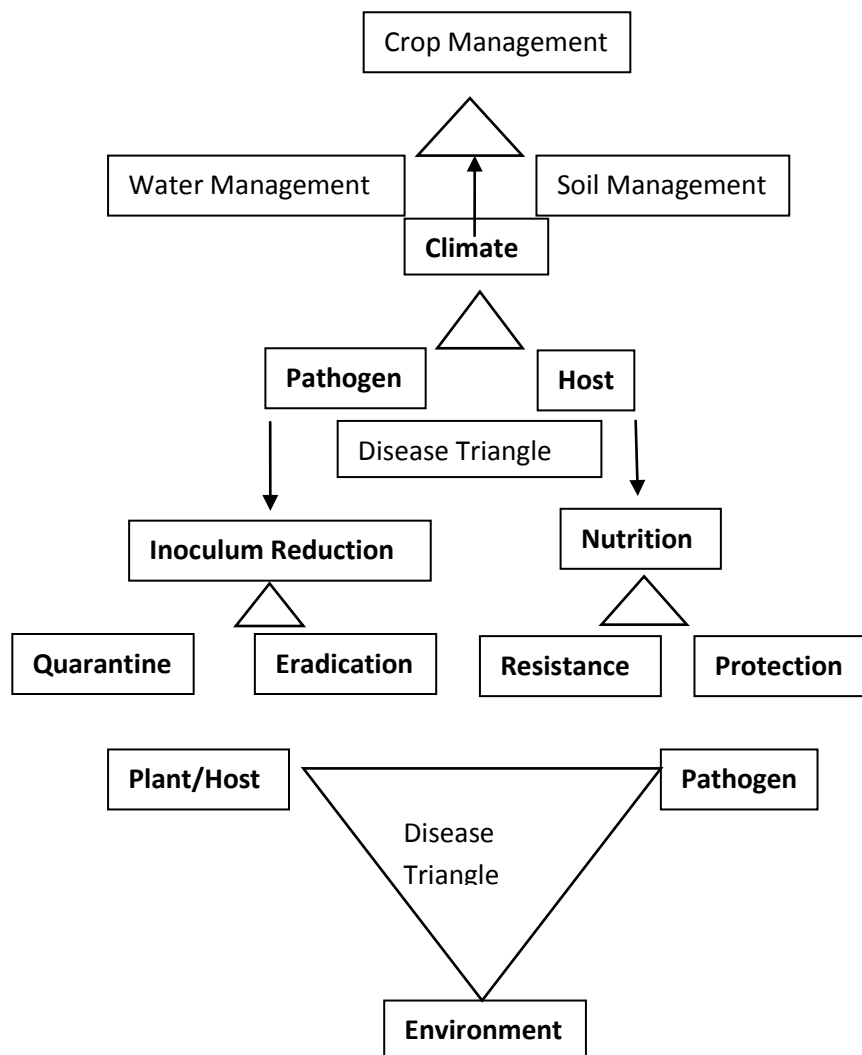 Crop Management
Water Management
Soil Management
Climate
Pathogen
Host
Disease Triangle
Inoculum Reduction
Nutrition
Quarantine
Eradication
Resistance
Protection
Plant/Host
Pathogen
Disease
Triangle
Environment